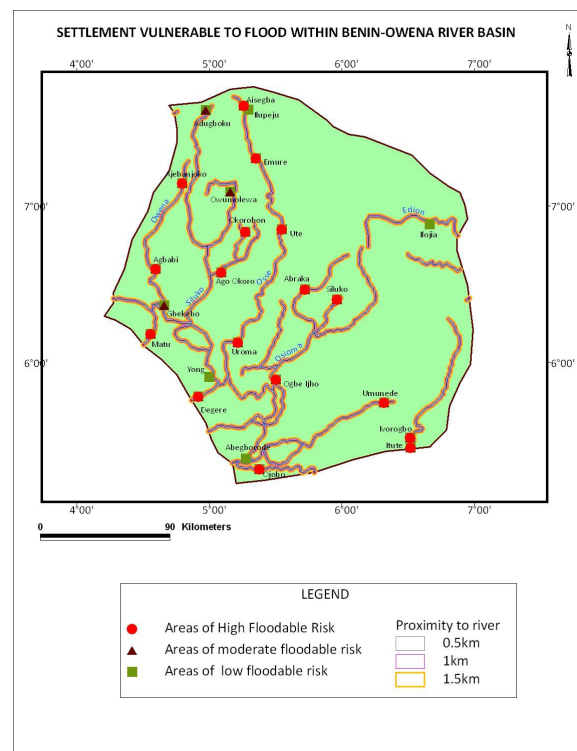 SETTLEMENT VULNERABLE TO FLOOD WITHIN BENIN-OWENA RIVER BASIN
N
4°00' 5°00' 6°00' 7°00'
Aisegba
Ilupeju
Adugboku
Emure
Ajebanjoko
7°00' 7°00'
Owumolewa
Owena
Edion
Okorobon
Ute
Ilojia
Agbabi
Ago Okoro
Osse
Abraka
Siluko
Siluko
Gbekebo
Matu
Uroma
Osioma
6°00' 6°00'
Yong
Ogbe Ijho
Degere
Umunede
Ivorogbo
Itute
Abegborode
Ojobo
4°00' 5°00' 6°00' 7°00'
0 90 Kilometers
LEGEND
Areas of High Floodable Risk
Areas of moderate floodable risk
Areas of low floodable risk
Proximity to river
0.5km
1km
1.5km